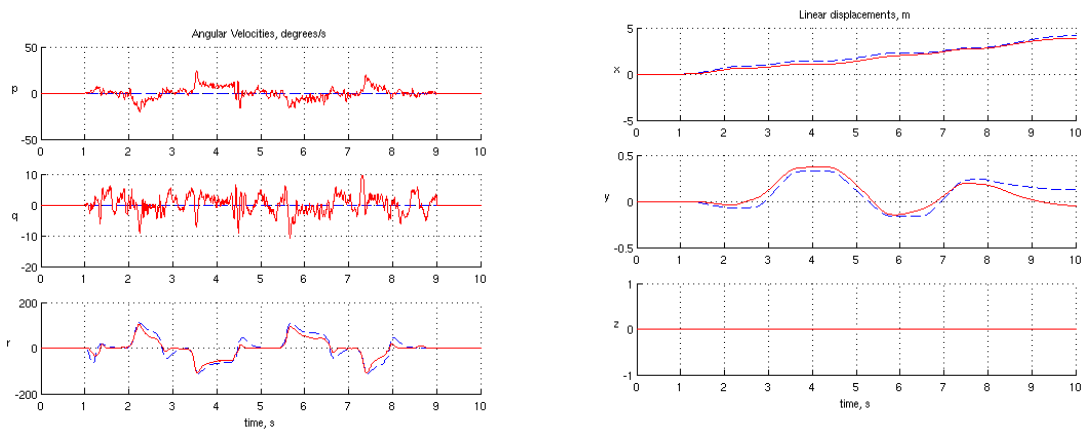 Angular Velocities, degrees/s
50
p
0
-50
0 1 2 3 4 5 6 7 8 9 10
10
0
q
-10
-20
0 1 2 3 4 5 6 7 8 9 10
200
r
0
-200
0 1 2 3 4 5 6 7 8 9 10
time, s
Linear displacements, m
5
x
0
-5
0 1 2 3 4 5 6 7 8 9 10
0.5
y
0
-0.5
0 1 2 3 4 5 6 7 8 9 10
1
z
0
-1
0 1 2 3 4 5 6 7 8 9 10
time, s